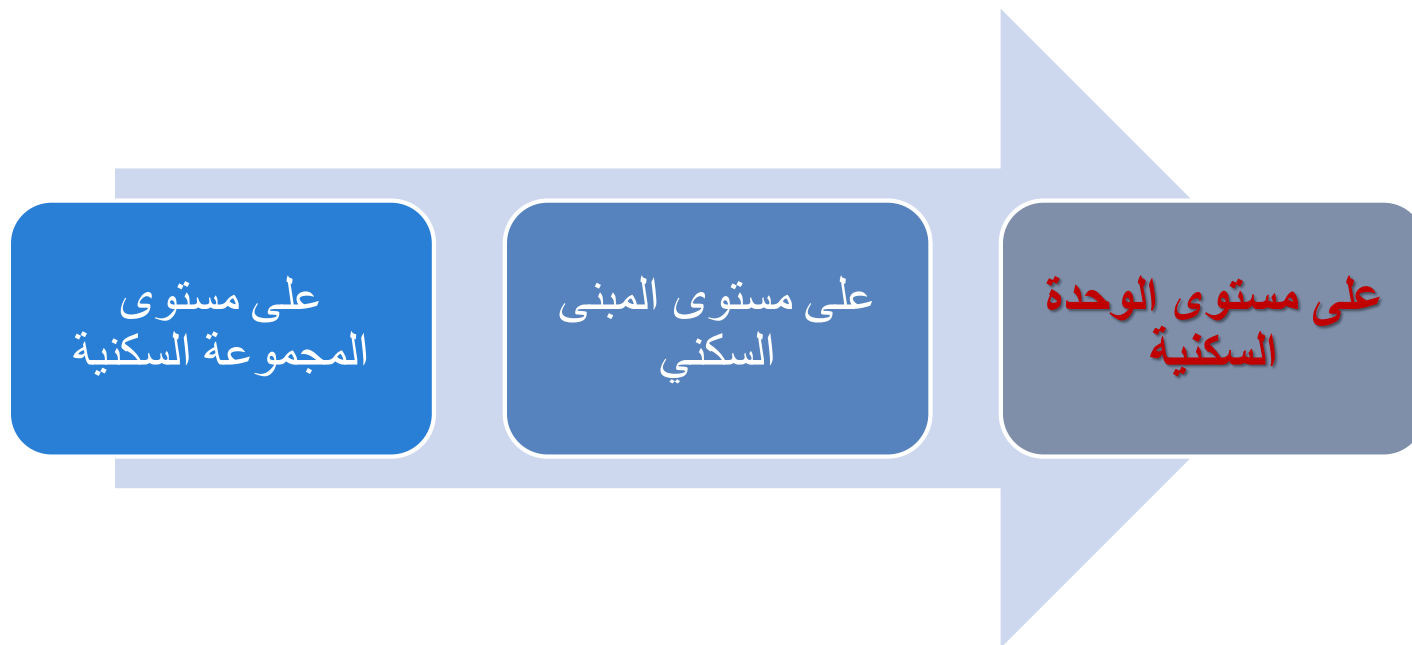 على مستوى
المجموعة السكنية
على مستوى المبنى
السكني
على مستوى الوحدة
السكنية